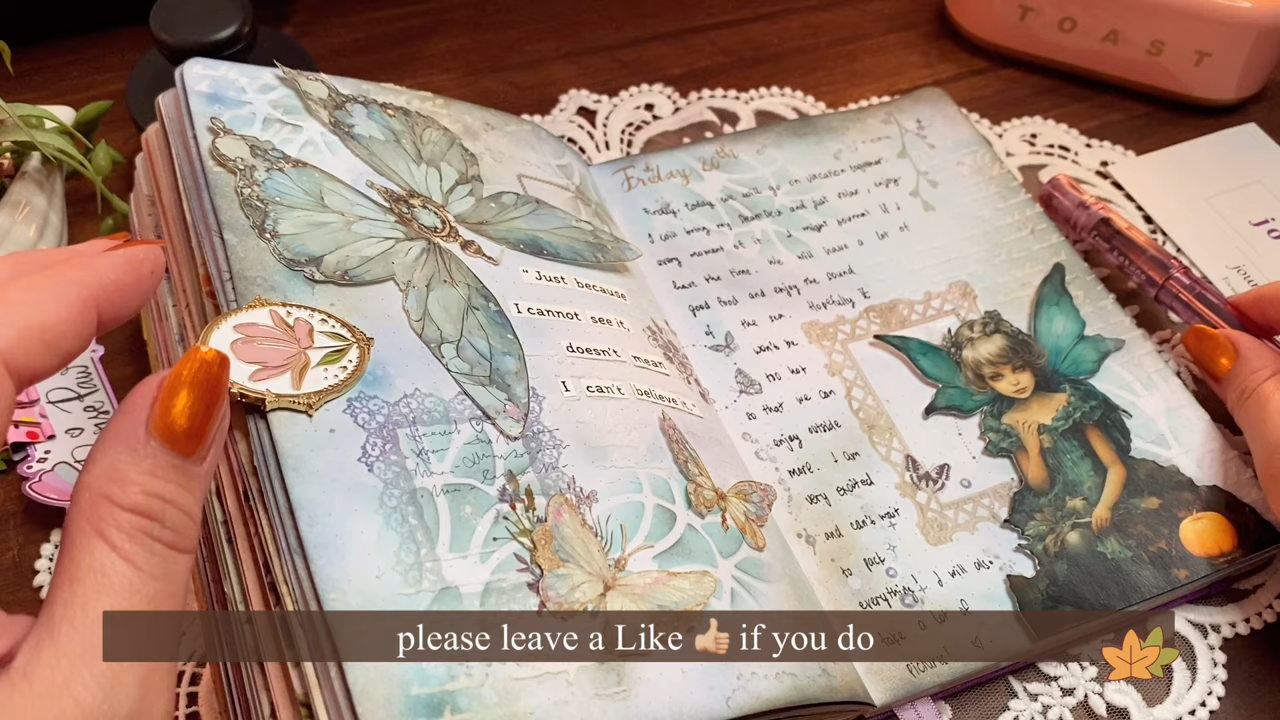 TOAST
Friday 20th
Finally, today we will go on vacation together.
I can bring my and just relax & enjoy
every moment of it. I might journal if I
have the time. We will have a lot of
good food and enjoy the sound
of the sea. Hopefully it
won't be
too hot
so that we can
enjoy outside
more. I am
very excited
and can't wait
to pack
everything! I will also
take a lot of
pictures!
"Just because
I cannot see it,
doesn't mean
I can't believe it."
jo
jour
please leave a Like 👍 if you do